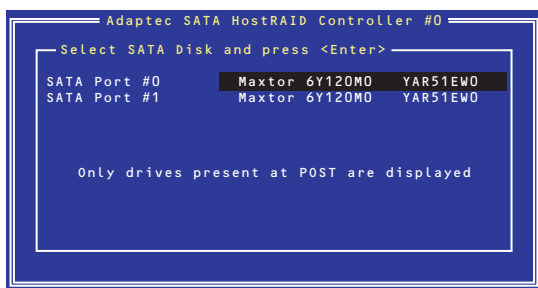 Adaptec SATA HostRAID Controller #0
Select SATA Disk and press <Enter>
SATA Port #0 Maxtor 6Y120M0 YAR51EW0
SATA Port #1 Maxtor 6Y120M0 YAR51EW0
Only drives present at POST are displayed